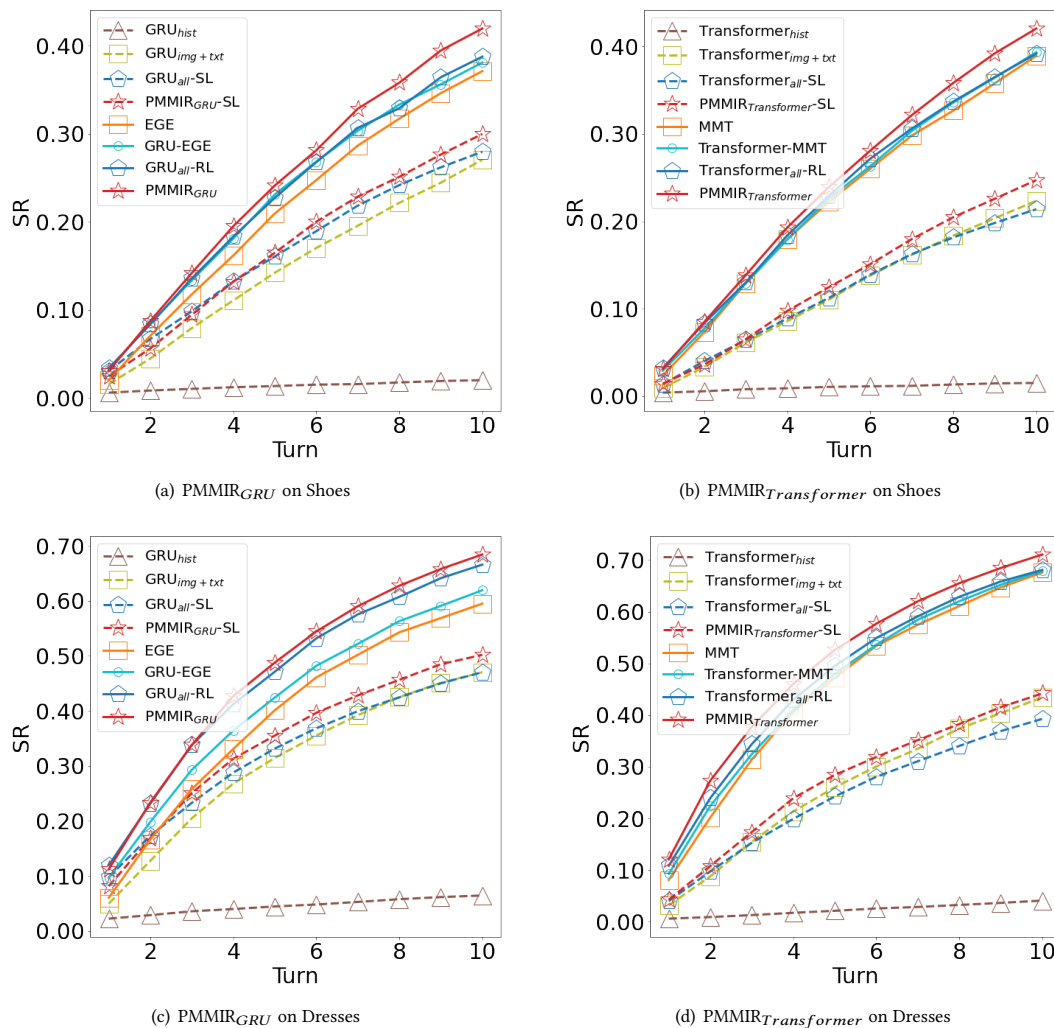 0.40
0.30
0.20
0.10
0.00
SR
GRU_hist
GRU_img+txt
GRU_all-SL
PMMIR_GRU-SL
EGE
GRU-EGE
GRU_all-RL
PMMIR_GRU
2 4 6 8 10
Turn
(a) PMMIR_GRU on Shoes
0.40
0.30
0.20
0.10
0.00
SR
Transformer_hist
Transformer_img+txt
Transformer_all-SL
PMMIR_Transformer-SL
MMT
Transformer-MMT
Transformer_all-RL
PMMIR_Transformer
2 4 6 8 10
Turn
(b) PMMIR_Transformer on Shoes
0.70
0.60
0.50
0.40
0.30
0.20
0.10
0.00
SR
GRU_hist
GRU_img+txt
GRU_all-SL
PMMIR_GRU-SL
EGE
GRU-EGE
GRU_all-RL
PMMIR_GRU
2 4 6 8 10
Turn
(c) PMMIR_GRU on Dresses
0.70
0.60
0.50
0.40
0.30
0.20
0.10
0.00
SR
Transformer_hist
Transformer_img+txt
Transformer_all-SL
PMMIR_Transformer-SL
MMT
Transformer-MMT
Transformer_all-RL
PMMIR_Transformer
2 4 6 8 10
Turn
(d) PMMIR_Transformer on Dresses